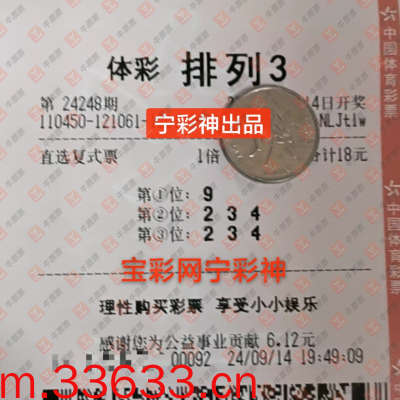 体彩 排列3
第 24248期 14日开奖
110450-121061- NLJtlw
宁彩神出品
直选复式票 1倍 合计18元
第①位: 9
第②位: 2 3 4
第③位: 2 3 4
宝彩网宁彩神
理性购买彩票 享受小小娱乐
感谢您为公益事业贡献 6.12元
00092 24/09/14 19:49:09
m.33633.cn
中国体育彩票